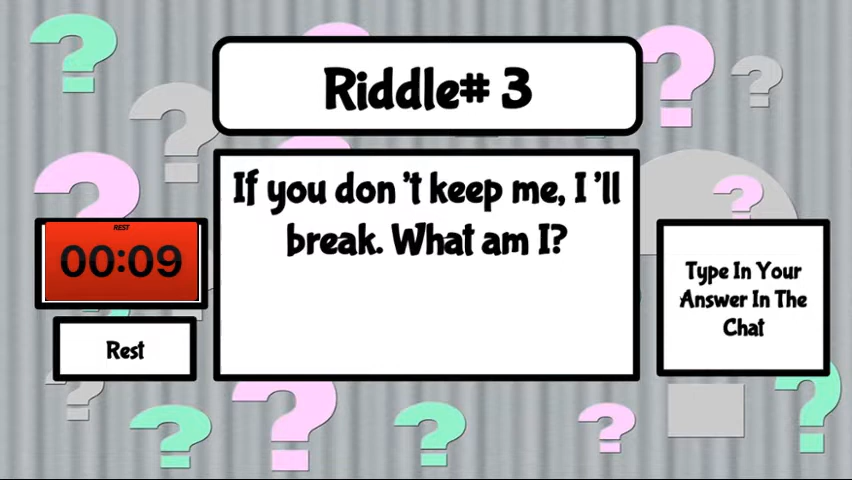 Riddle# 3
If you don't keep me, I'll
break. What am I?
REST
00:09
Rest
Type In Your
Answer In The
Chat